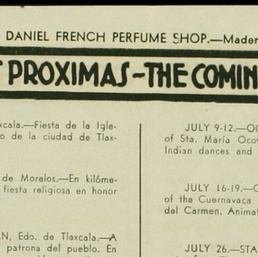 DANIEL FRENCH PERFUME SHOP.—Mader
PROXIMAS—THE COMIN
xcala.—Fiesta de la Igle-
o de la ciudad de Tlax-
de Morelos.—En kilóme-
fiesta religiosa en honor
N, Edo. de Tlaxcala.—A
patrona del pueblo. En
JULY 9-12.—OC
of Sta. María Ocot
Indian dances and
JULY 16-19.—C
of the Cuernavaca
del Carmen. Animat
JULY 26.—STA